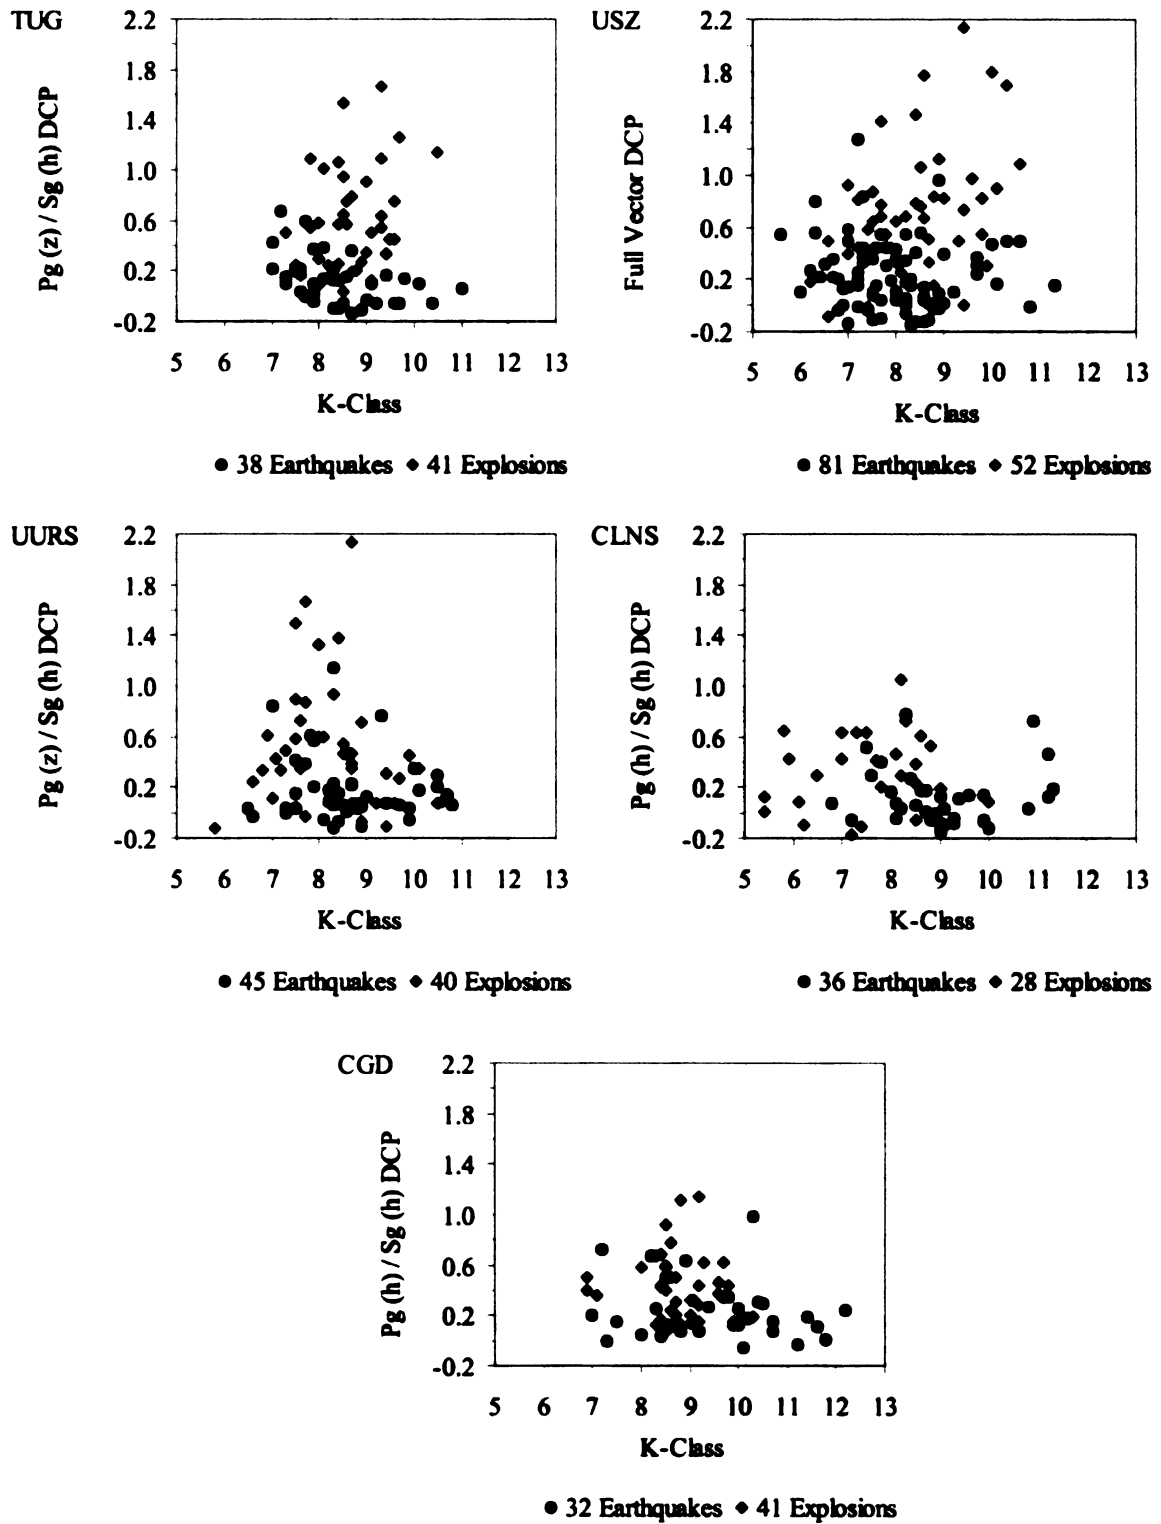 TUG
Pg (z) / Sg (h) DCP
2.2
1.8
1.4
1.0
0.6
0.2
-0.2
5 6 7 8 9 10 11 12 13
K-Class
● 38 Earthquakes ◆ 41 Explosions
USZ
Full Vector DCP
2.2
1.8
1.4
1.0
0.6
0.2
-0.2
5 6 7 8 9 10 11 12 13
K-Class
● 81 Earthquakes ◆ 52 Explosions
UURS
Pg (z) / Sg (h) DCP
2.2
1.8
1.4
1.0
0.6
0.2
-0.2
5 6 7 8 9 10 11 12 13
K-Class
● 45 Earthquakes ◆ 40 Explosions
CLNS
Pg (h) / Sg (h) DCP
2.2
1.8
1.4
1.0
0.6
0.2
-0.2
5 6 7 8 9 10 11 12 13
K-Class
● 36 Earthquakes ◆ 28 Explosions
CGD
Pg (h) / Sg (h) DCP
2.2
1.8
1.4
1.0
0.6
0.2
-0.2
5 6 7 8 9 10 11 12 13
K-Class
● 32 Earthquakes ◆ 41 Explosions